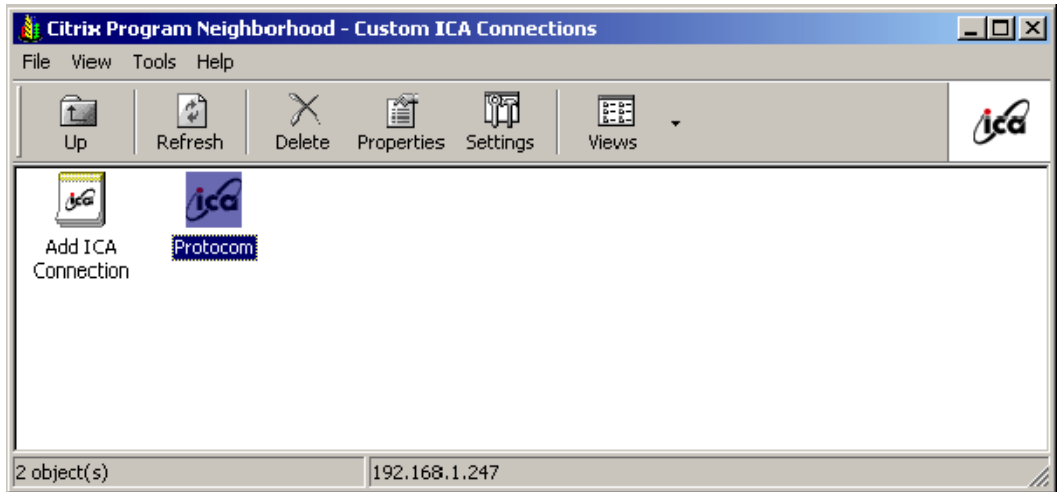 Citrix Program Neighborhood - Custom ICA Connections
File View Tools Help
Up Refresh Delete Properties Settings Views
ica
ica
ica
Add ICA
Connection
Protocom
2 object(s)
192.168.1.247